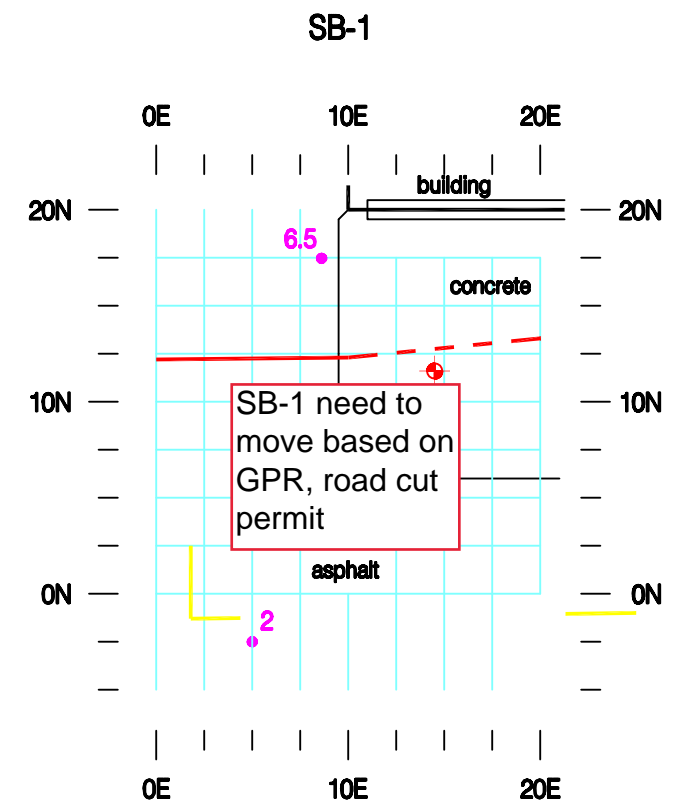 SB-1
0E 10E 20E
building
20N 20N
6.5
concrete
10N 10N
SB-1 need to
move based on
GPR, road cut
permit
asphalt
0N 0N
2
0E 10E 20E